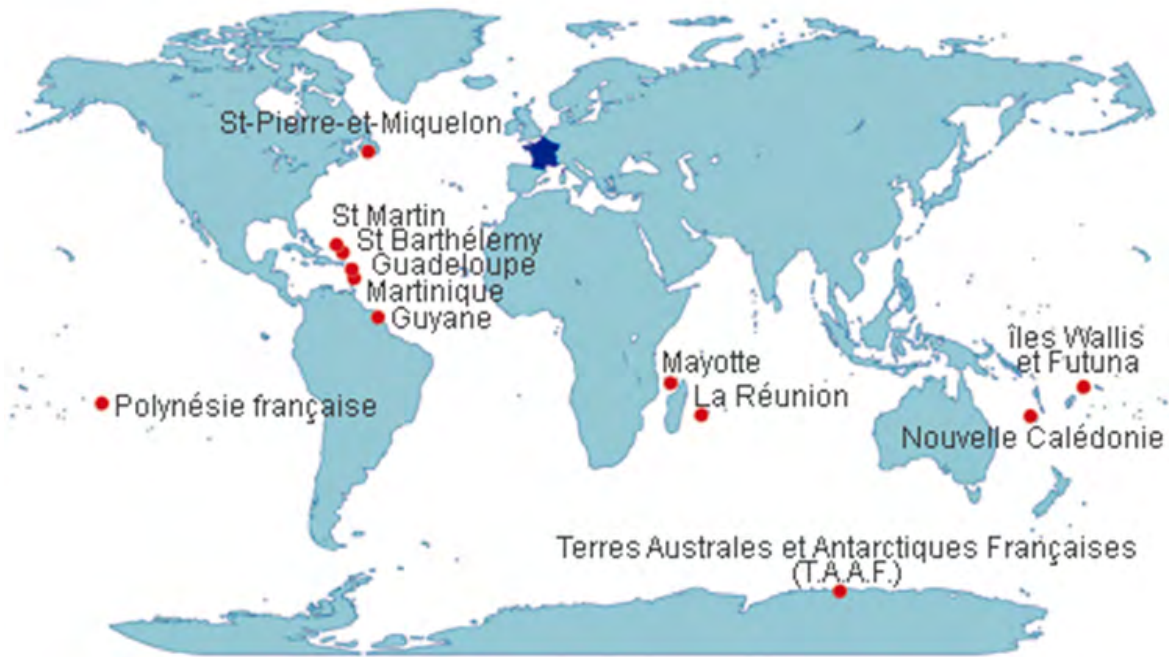 St-Pierre-et-Miquelon
St Martin
St Barthélemy
Guadeloupe
Martinique
Guyane
Mayotte
La Réunion
îles Wallis
et Futuna
Polynésie française
Nouvelle Calédonie
Terres Australes et Antarctiques Françaises
(T.A.A.F.)